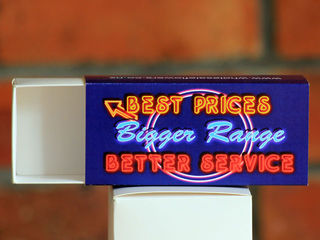 BEST PRICES
Bigger Range
BETTER SERVICE